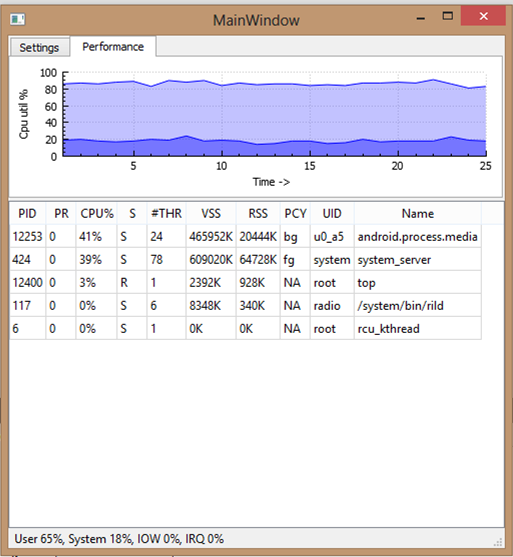 MainWindow
Settings Performance
100
80
60
40
20
0
Cpu util %
5 10 15 20 25
Time ->
PID PR CPU% S #THR VSS RSS PCY UID Name
12253 0 41% S 24 465952K 20444K bg u0_a5 android.process.media
424 0 39% S 78 609020K 64728K fg system system_server
12400 0 3% R 1 2392K 928K NA root top
117 0 0% S 6 8348K 340K NA radio /system/bin/rild
6 0 0% S 1 0K 0K NA root rcu_kthread
User 65%, System 18%, IOW 0%, IRQ 0%